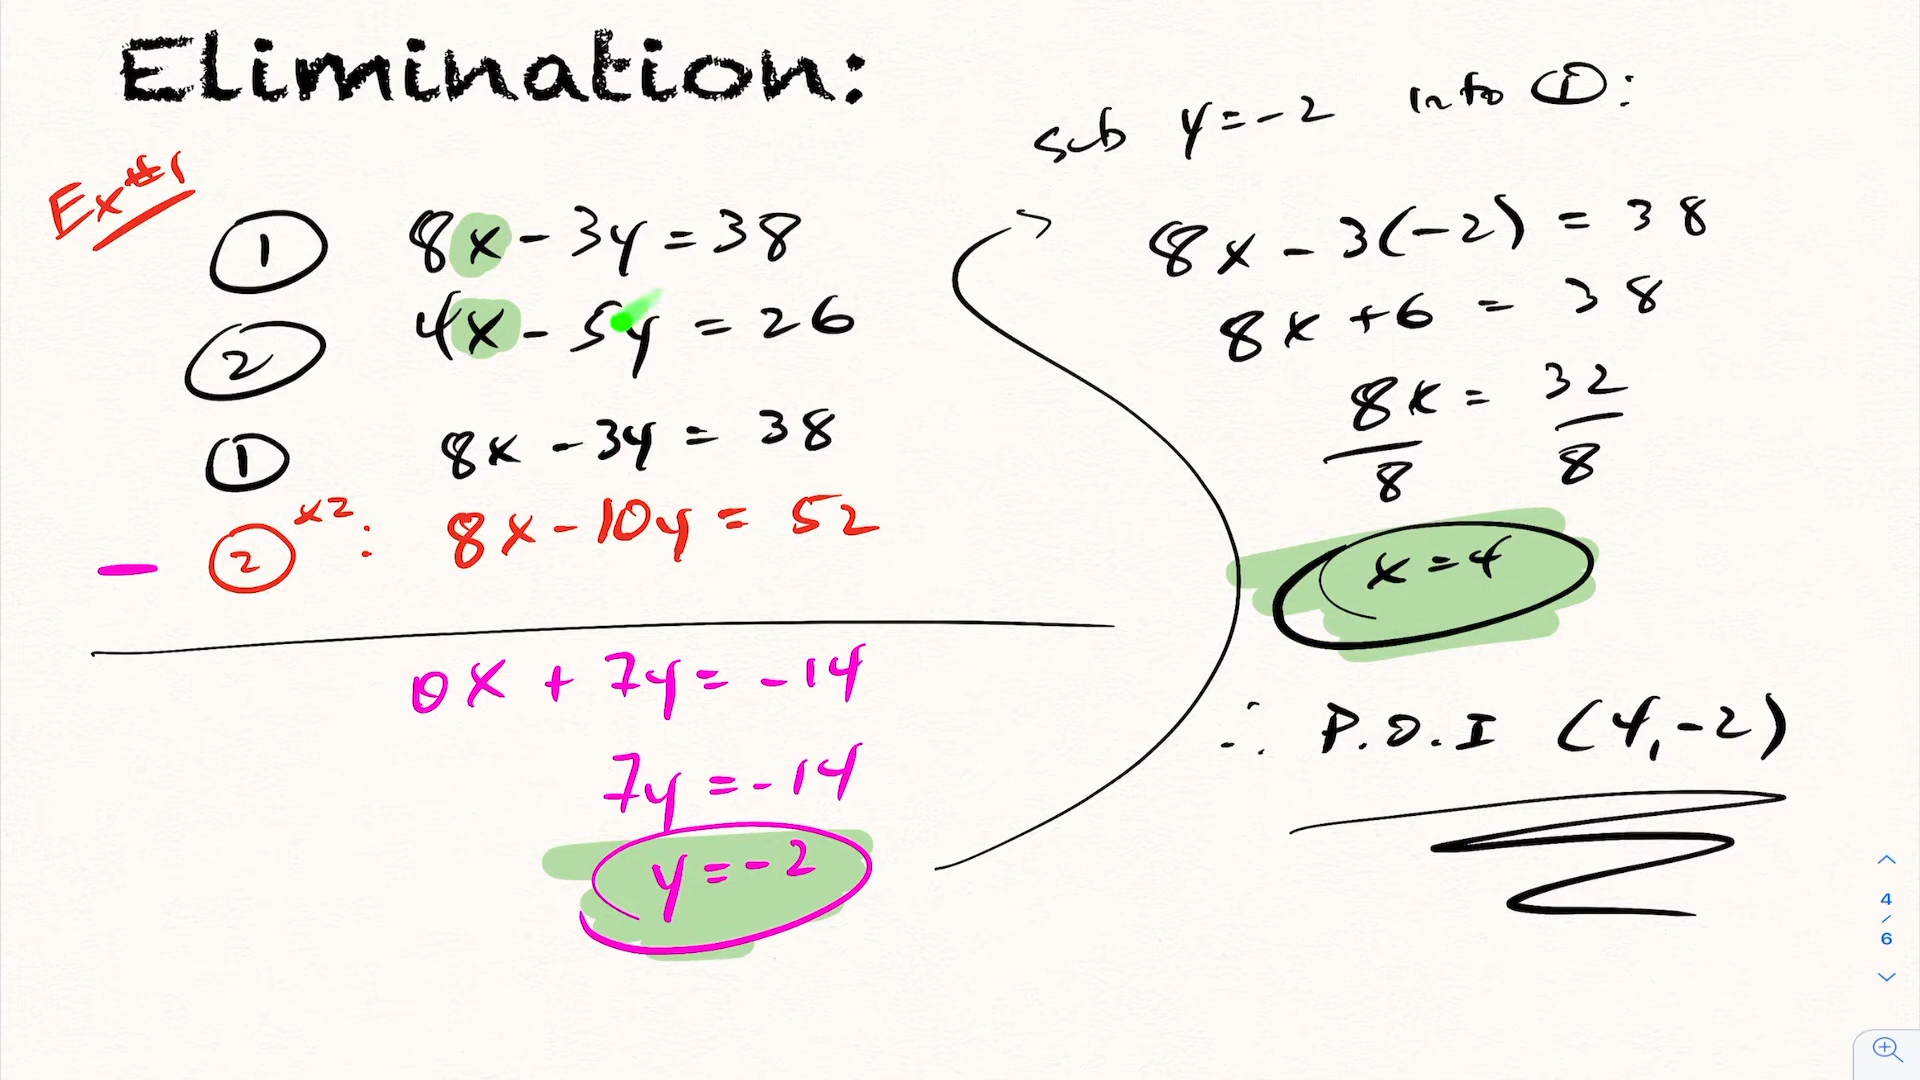 Elimination:
Ex#1
① 8x - 3y = 38
② 4x - 5y = 26
① 8x - 3y = 38
- ② x2: 8x - 10y = 52
0x + 7y = -14
7y = -14
y = -2
sub y = -2 into ①:
8x - 3(-2) = 38
8x + 6 = 38
8x = 32
8 8
x = 4
∴ P.O.I (4, -2)
4
/
6